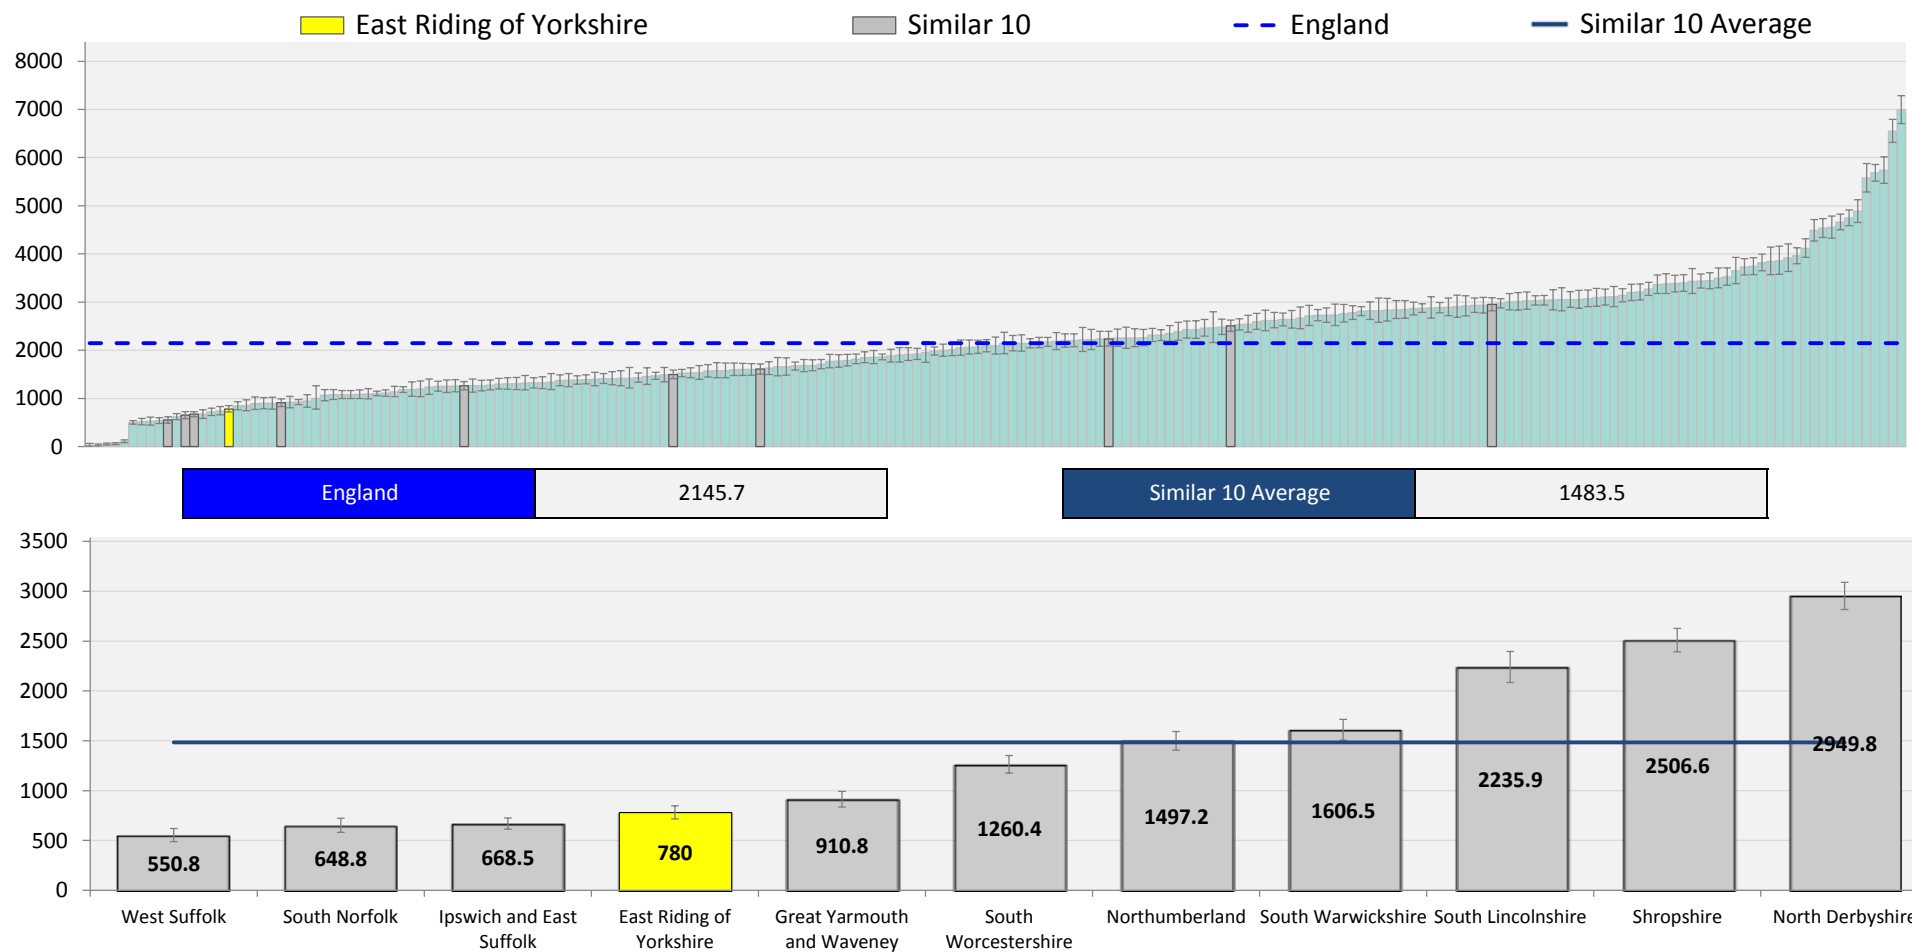 East Riding of Yorkshire
Similar 10
England
Similar 10 Average
8000
7000
6000
5000
4000
3000
2000
1000
0
England
2145.7
Similar 10 Average
1483.5
3500
3000
2500
2000
1500
1000
500
0
550.8
648.8
668.5
780
910.8
1260.4
1497.2
1606.5
2235.9
2506.6
2949.8
West Suffolk
South Norfolk
Ipswich and East
Suffolk
East Riding of
Yorkshire
Great Yarmouth
and Waveney
South
Worcestershire
Northumberland
South Warwickshire
South Lincolnshire
Shropshire
North Derbyshire